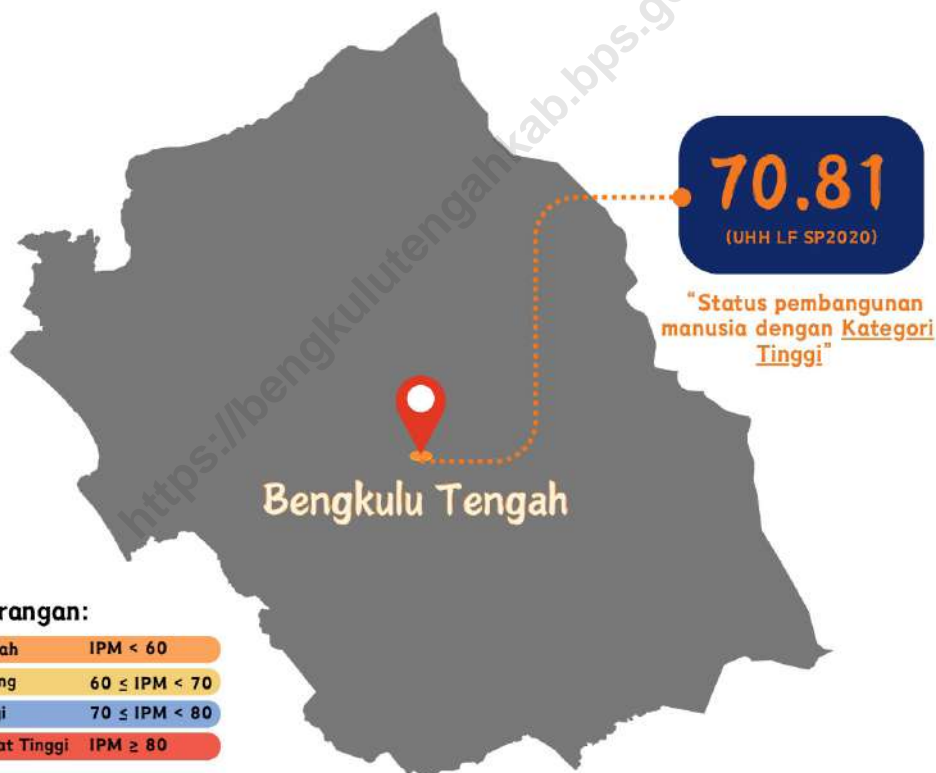 https://bengkulutengahkab.bps.go
70.81
(UHH LF SP2020)
"Status pembangunan
manusia dengan Kategori
Tinggi"
Bengkulu Tengah
rangan:
ah IPM < 60
ng 60 ≤ IPM < 70
gi 70 ≤ IPM < 80
at Tinggi IPM ≥ 80